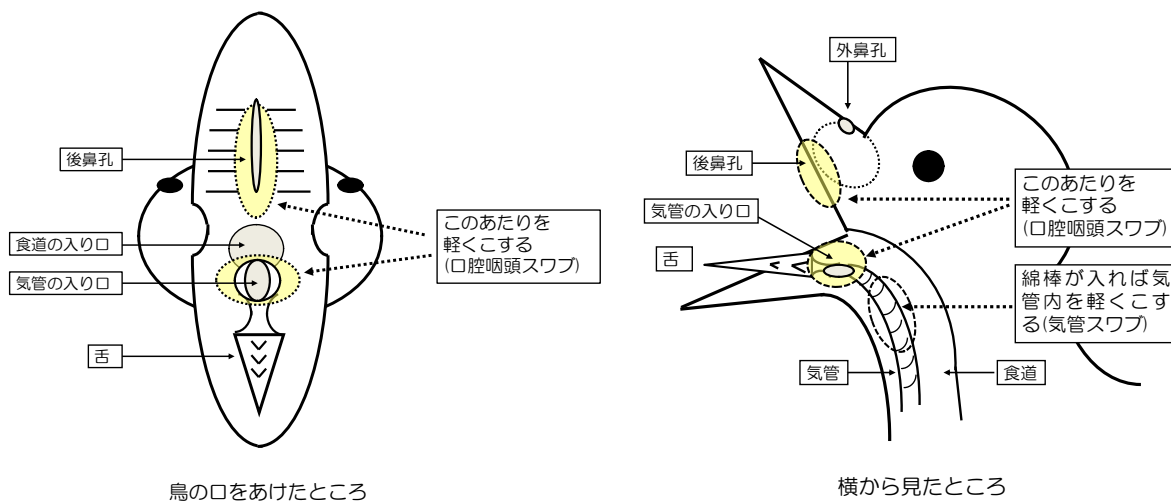 後鼻孔
食道の入り口
気管の入り口
舌
このあたりを
軽くこする
(口腔咽頭スワブ)
鳥の口をあけたところ
外鼻孔
後鼻孔
気管の入り口
舌
気管
食道
このあたりを
軽くこする
(口腔咽頭スワブ)
綿棒が入れば気
管内を軽くこす
る(気管スワブ)
横から見たところ